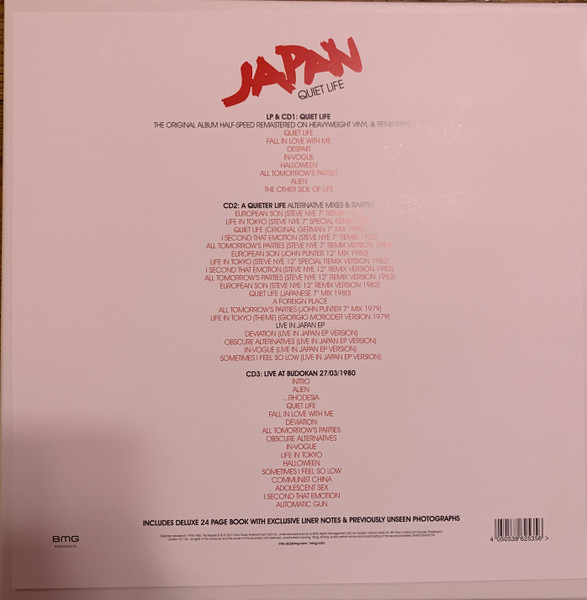 JAPAN
QUIET LIFE
LP & CD1: QUIET LIFE
THE ORIGINAL ALBUM HALF-SPEED REMASTERED ON HEAVYWEIGHT VINYL &
QUIET LIFE
FALL IN LOVE WITH ME
DESPAIR
IN-VOGUE
HALLOWEEN
ALL TOMORROW'S PARTIES
ALIEN
THE OTHER SIDE OF LIFE
CD2: A QUIETER LIFE ALTERNATIVE MIXES & RARITIES
EUROPEAN SON (STEVE NYE 7" REMIX
LIFE IN TOKYO (STEVE NYE 7" SPECIAL REMIX
QUIET LIFE (ORIGINAL GERMAN 7" MIX
I SECOND THAT EMOTION (STEVE NYE 7" REMIX
ALL TOMORROW'S PARTIES (STEVE NYE 7" REMIX VERSION
EUROPEAN SON (JOHN PUNTER 12" MIX 1980)
LIFE IN TOKYO (STEVE NYE 12" SPECIAL REMIX VERSION 1982)
I SECOND THAT EMOTION (STEVE NYE 12" REMIX VERSION 1982)
ALL TOMORROW'S PARTIES (STEVE NYE 12" REMIX VERSION 1983)
EUROPEAN SON (STEVE NYE 12" REMIX VERSION 1982)
QUIET LIFE (JAPANESE 7" MIX 1980)
A FOREIGN PLACE
ALL TOMORROW'S PARTIES (JOHN PUNTER 7" MIX 1979)
LIFE IN TOKYO (THEME) (GIORGIO MORODER VERSION 1979)
LIVE IN JAPAN EP
DEVIATION (LIVE IN JAPAN EP VERSION)
OBSCURE ALTERNATIVES (LIVE IN JAPAN EP VERSION)
IN-VOGUE (LIVE IN JAPAN EP VERSION)
SOMETIMES I FEEL SO LOW (LIVE IN JAPAN EP VERSION)
CD3: LIVE AT BUDOKAN 27/03/1980
INTRO
ALIEN
...RHODESIA
QUIET LIFE
FALL IN LOVE WITH ME
DEVIATION
ALL TOMORROW'S PARTIES
OBSCURE ALTERNATIVES
IN-VOGUE
LIFE IN TOKYO
HALLOWEEN
SOMETIMES I FEEL SO LOW
COMMUNIST CHINA
ADOLESCENT SEX
I SECOND THAT EMOTION
AUTOMATIC GUN
INCLUDES DELUXE 24 PAGE BOOK WITH EXCLUSIVE LINER NOTES & PREVIOUSLY UNSEEN PHOTOGRAPHS
BMG
4 050538 625356 >